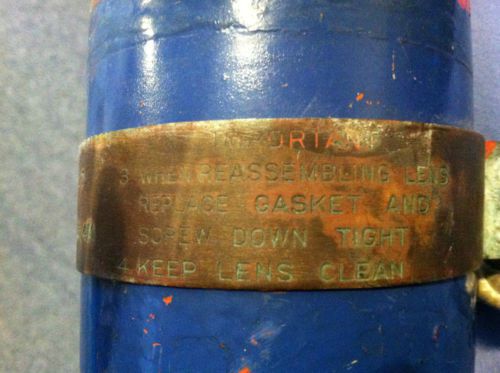 IMPORTANT
3 WHEN REASSEMBLING LENS
REPLACE GASKET AND
SCREW DOWN TIGHT
4 KEEP LENS CLEAN